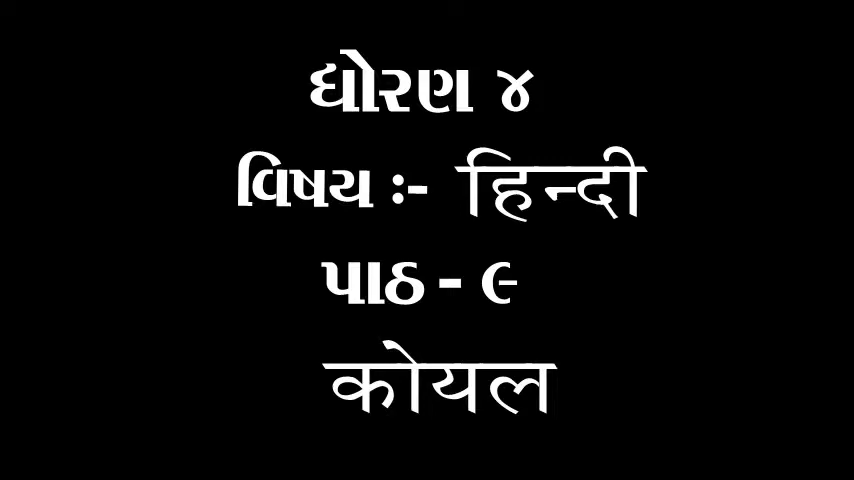 ધોરણ ૪
વિષય ઃ- हिन्दी
પાઠ - ૯
कोयल